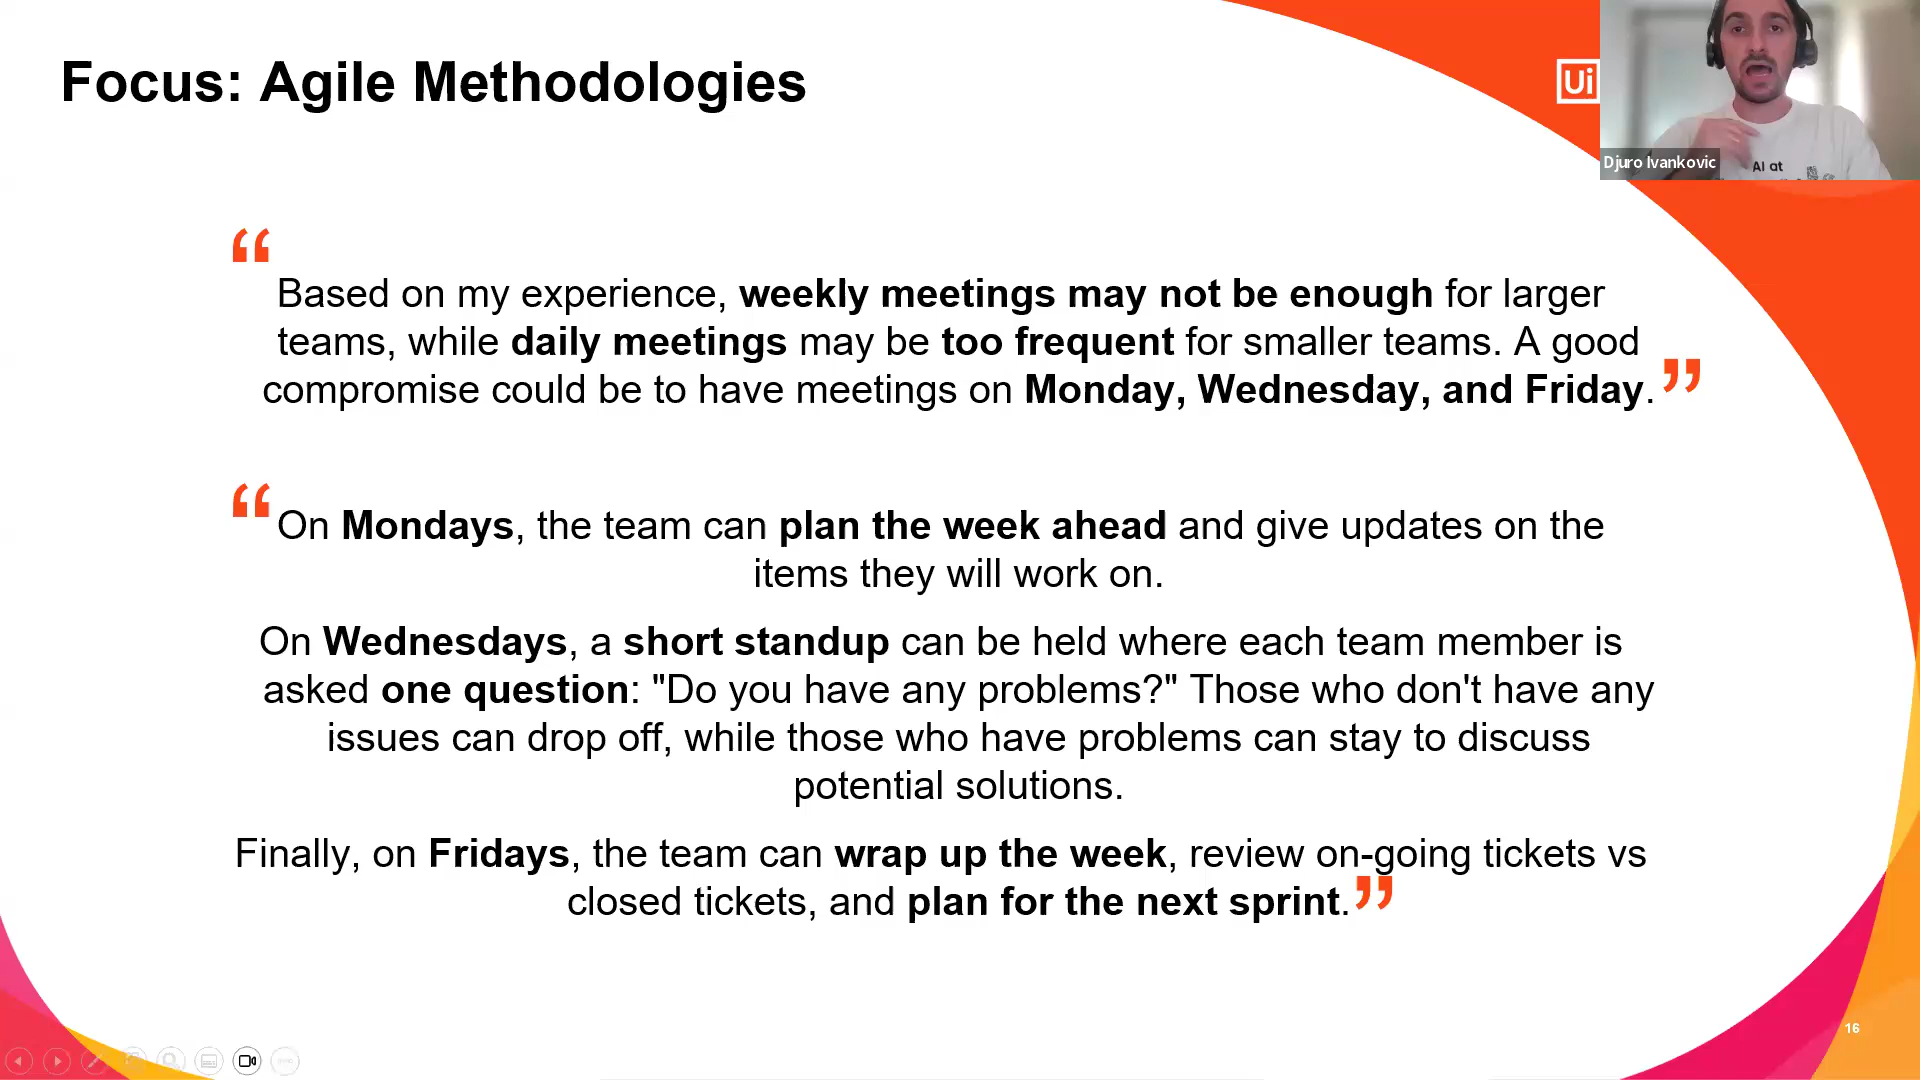 Focus: Agile Methodologies
Ui
Djuro Ivankovic
AI at
“
Based on my experience, weekly meetings may not be enough for larger
teams, while daily meetings may be too frequent for smaller teams. A good
compromise could be to have meetings on Monday, Wednesday, and Friday.”
“On Mondays, the team can plan the week ahead and give updates on the
items they will work on.
On Wednesdays, a short standup can be held where each team member is
asked one question: "Do you have any problems?" Those who don't have any
issues can drop off, while those who have problems can stay to discuss
potential solutions.
Finally, on Fridays, the team can wrap up the week, review on-going tickets vs
closed tickets, and plan for the next sprint.”
16